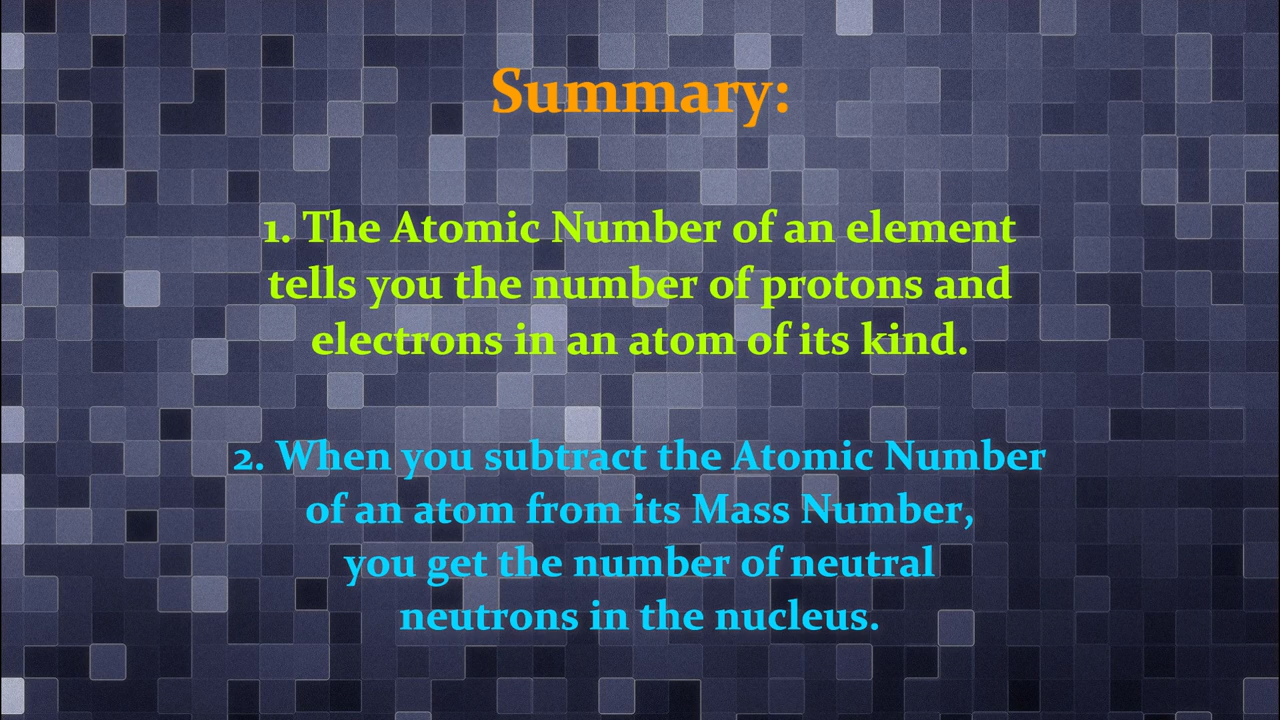 Summary:
1. The Atomic Number of an element
tells you the number of protons and
electrons in an atom of its kind.
2. When you subtract the Atomic Number
of an atom from its Mass Number,
you get the number of neutral
neutrons in the nucleus.